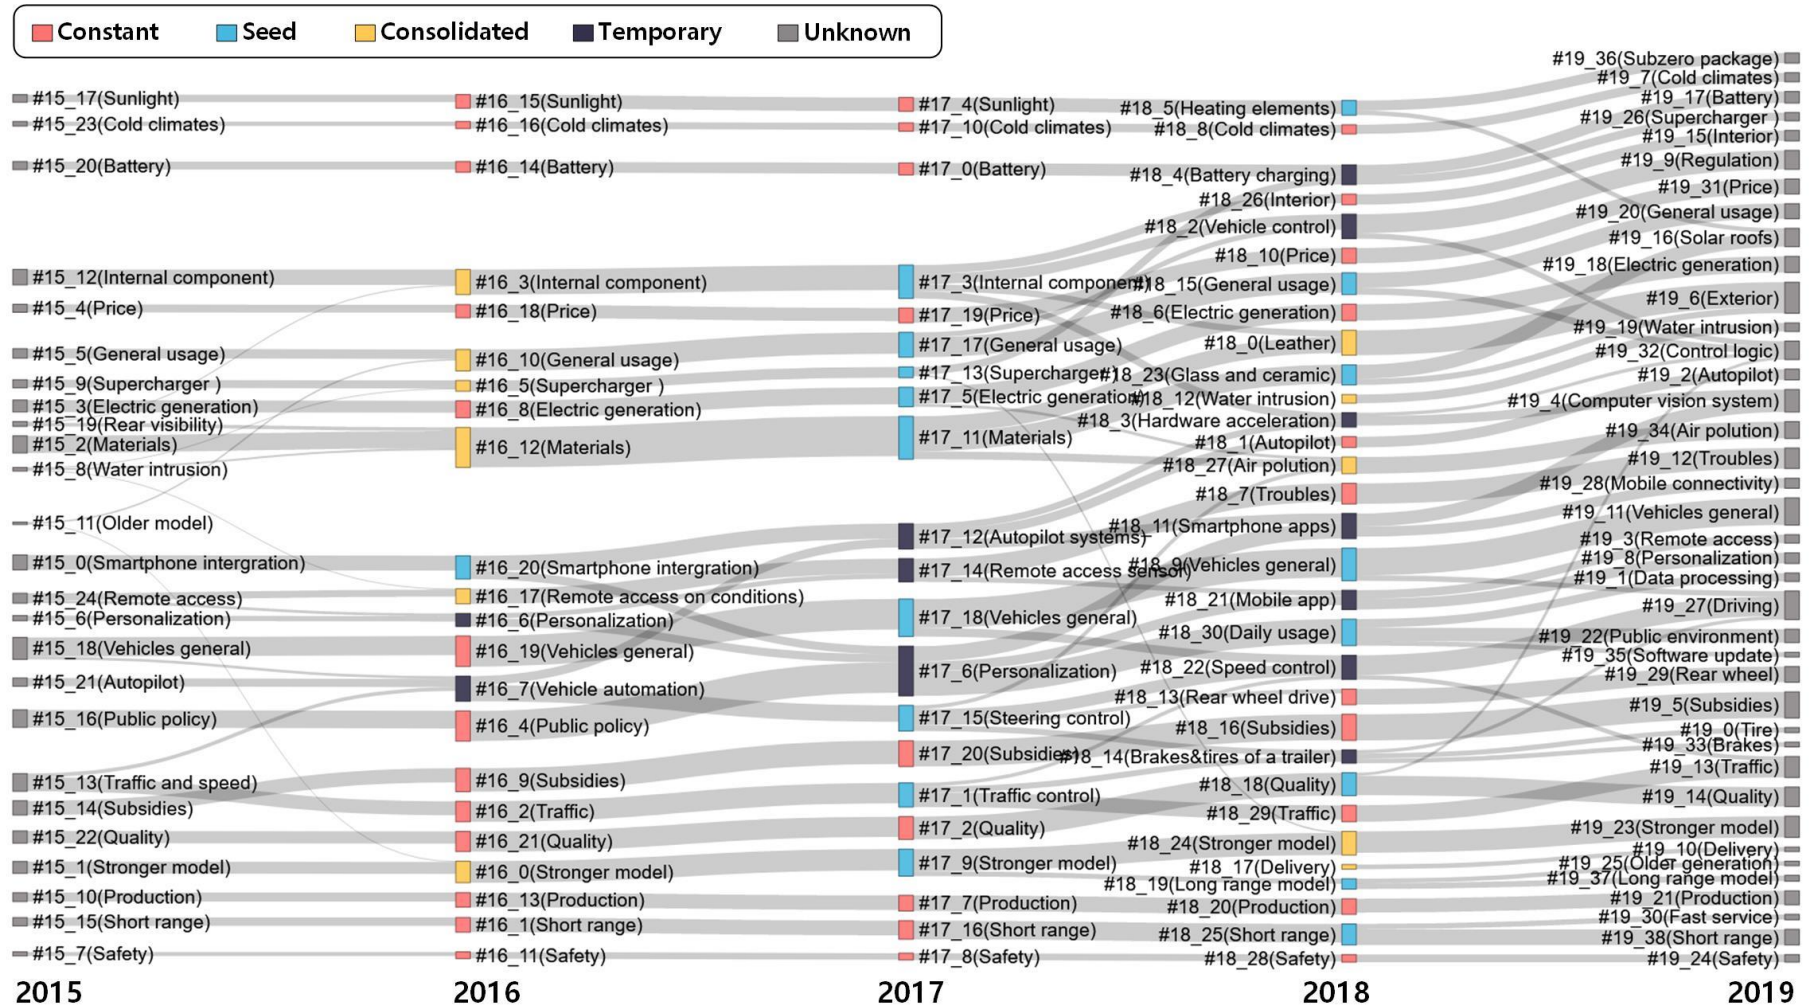 Constant Seed Consolidated Temporary Unknown
#15_17(Sunlight)
#15_23(Cold climates)
#15_20(Battery)
#15_12(Internal component)
#15_4(Price)
#15_5(General usage)
#15_9(Supercharger )
#15_3(Electric generation)
#15_19(Rear visibility)
#15_2(Materials)
#15_8(Water intrusion)
#15_11(Older model)
#15_0(Smartphone intergration)
#15_24(Remote access)
#15_6(Personalization)
#15_18(Vehicles general)
#15_21(Autopilot)
#15_16(Public policy)
#15_13(Traffic and speed)
#15_14(Subsidies)
#15_22(Quality)
#15_1(Stronger model)
#15_10(Production)
#15_15(Short range)
#15_7(Safety)
#16_15(Sunlight)
#16_16(Cold climates)
#16_14(Battery)
#16_3(Internal component)
#16_18(Price)
#16_10(General usage)
#16_5(Supercharger )
#16_8(Electric generation)
#16_12(Materials)
#16_20(Smartphone intergration)
#16_17(Remote access on conditions)
#16_6(Personalization)
#16_19(Vehicles general)
#16_7(Vehicle automation)
#16_4(Public policy)
#16_9(Subsidies)
#16_2(Traffic)
#16_21(Quality)
#16_0(Stronger model)
#16_13(Production)
#16_1(Short range)
#16_11(Safety)
#17_4(Sunlight)
#17_10(Cold climates)
#17_0(Battery)
#17_3(Internal component)
#17_19(Price)
#17_17(General usage)
#17_13(Supercharger )
#17_5(Electric generation)
#17_11(Materials)
#17_12(Autopilot systems)
#17_14(Remote access sensor)
#17_18(Vehicles general)
#17_6(Personalization)
#17_15(Steering control)
#17_20(Subsidies)
#17_1(Traffic control)
#17_2(Quality)
#17_9(Stronger model)
#17_7(Production)
#17_16(Short range)
#17_8(Safety)
#18_5(Heating elements)
#18_8(Cold climates)
#18_4(Battery charging)
#18_26(Interior)
#18_2(Vehicle control)
#18_10(Price)
#18_15(General usage)
#18_6(Electric generation)
#18_0(Leather)
#18_23(Glass and ceramic)
#18_12(Water intrusion)
#18_3(Hardware acceleration)
#18_1(Autopilot)
#18_27(Air polution)
#18_7(Troubles)
#18_11(Smartphone apps)
#18_9(Vehicles general)
#18_21(Mobile app)
#18_30(Daily usage)
#18_22(Speed control)
#18_13(Rear wheel drive)
#18_16(Subsidies)
#18_14(Brakes&tires of a trailer)
#18_18(Quality)
#18_29(Traffic)
#18_24(Stronger model)
#18_17(Delivery)
#18_19(Long range model)
#18_20(Production)
#18_25(Short range)
#18_28(Safety)
#19_36(Subzero package)
#19_7(Cold climates)
#19_17(Battery)
#19_26(Supercharger )
#19_15(Interior)
#19_9(Regulation)
#19_31(Price)
#19_20(General usage)
#19_16(Solar roofs)
#19_18(Electric generation)
#19_6(Exterior)
#19_19(Water intrusion)
#19_32(Control logic)
#19_2(Autopilot)
#19_4(Computer vision system)
#19_34(Air polution)
#19_12(Troubles)
#19_28(Mobile connectivity)
#19_11(Vehicles general)
#19_3(Remote access)
#19_8(Personalization)
#19_1(Data processing)
#19_27(Driving)
#19_22(Public environment)
#19_35(Software update)
#19_29(Rear wheel)
#19_5(Subsidies)
#19_0(Tire)
#19_33(Brakes)
#19_13(Traffic)
#19_14(Quality)
#19_23(Stronger model)
#19_10(Delivery)
#19_25(Older generation)
#19_37(Long range model)
#19_21(Production)
#19_30(Fast service)
#19_38(Short range)
#19_24(Safety)
2015 2016 2017 2018 2019